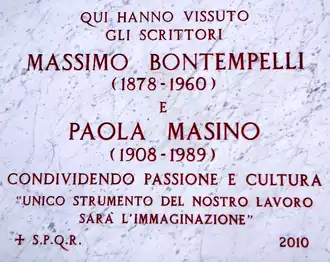 QUI HANNO VISSUTO
GLI SCRITTORI
MASSIMO BONTEMPELLI
(1878-1960)
E
PAOLA MASINO
(1908-1989)
CONDIVIDENDO PASSIONE E CULTURA
"UNICO STRUMENTO DEL NOSTRO LAVORO
SARÀ L'IMMAGINAZIONE"
+ S.P.Q.R. 2010